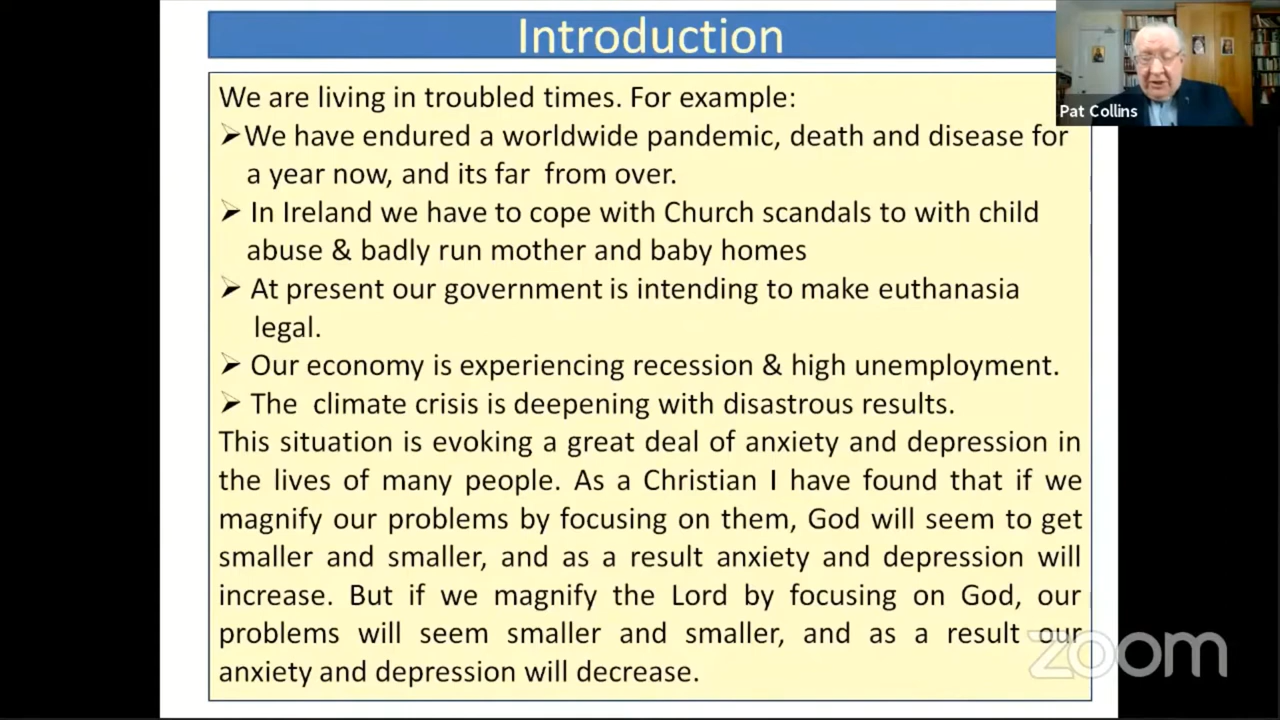 Introduction
Pat Collins
We are living in troubled times. For example:
➢We have endured a worldwide pandemic, death and disease for
a year now, and its far from over.
➢ In Ireland we have to cope with Church scandals to with child
abuse & badly run mother and baby homes
➢ At present our government is intending to make euthanasia
legal.
➢ Our economy is experiencing recession & high unemployment.
➢ The climate crisis is deepening with disastrous results.
This situation is evoking a great deal of anxiety and depression in
the lives of many people. As a Christian I have found that if we
magnify our problems by focusing on them, God will seem to get
smaller and smaller, and as a result anxiety and depression will
increase. But if we magnify the Lord by focusing on God, our
problems will seem smaller and smaller, and as a result our
anxiety and depression will decrease.
zoom